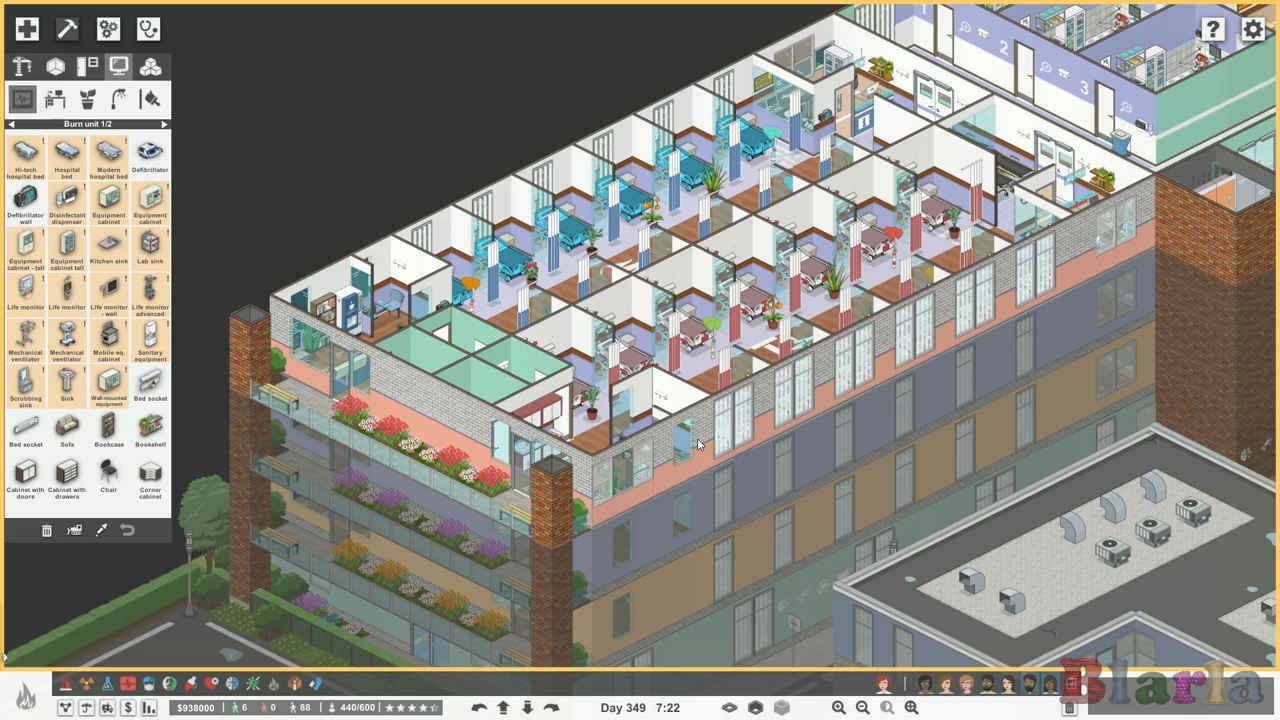 ?
1
2
3
Burn unit 1/2
Hi-tech hospital bed
Hospital bed
Modern hospital bed
Defibrillator
Defibrillator wall
Disinfectant dispenser
Equipment cabinet
Equipment cabinet
Equipment cabinet - tall
Equipment cabinet tall
Kitchen sink
Lab sink
Life monitor
Life monitor
Life monitor - wall
Life monitor advanced
Mechanical ventilator
Mechanical ventilator
Mobile eq. cabinet
Sanitary equipment
Scrubbing sink
Sink
Wall-mounted equipment
Bed socket
Bed socket
Sofa
Bookcase
Bookshelf
Cabinet with doors
Cabinet with drawers
Chair
Corner cabinet
$938000
6
0
88
440/600
Day 349 7:22
Blarla